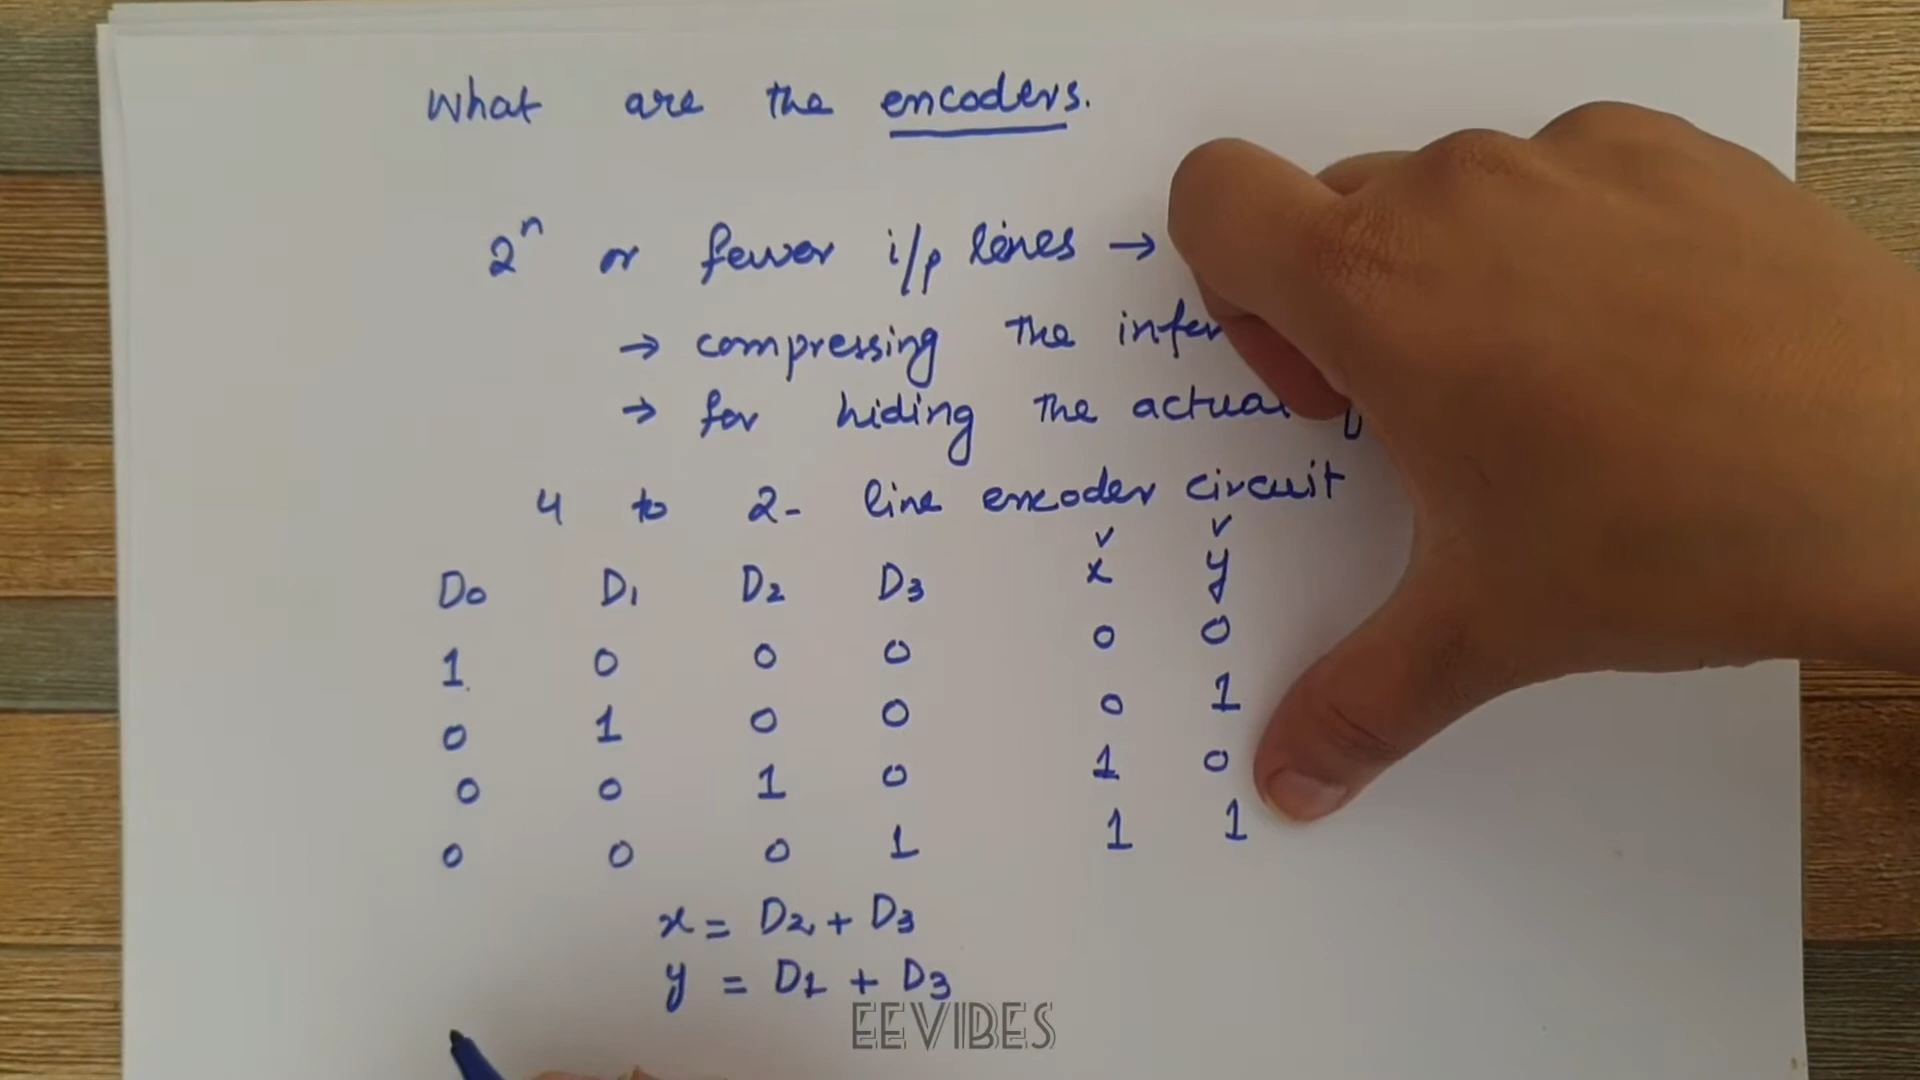 What are the encoders.
2ⁿ or fewer i/p lines →
→ compressing the infor
→ for hiding the actual
4 to 2- line encoder circuit
D0 D1 D2 D3 x y
1 0 0 0 0 0
0 1 0 0 0 1
0 0 1 0 1 0
0 0 0 1 1 1
x = D2 + D3
y = D1 + D3
EEVIBES